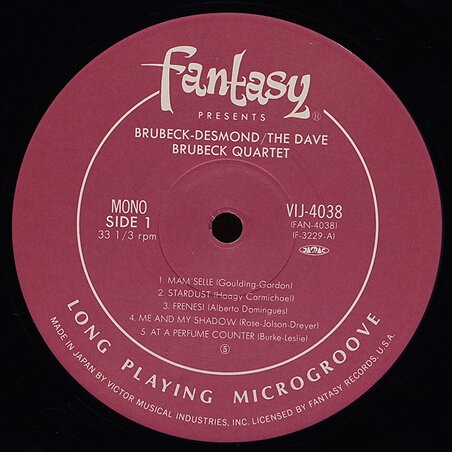 Fantasy
PRESENTS ®
BRUBECK-DESMOND/THE DAVE
BRUBECK QUARTET
MONO
SIDE 1
33 1/3 rpm
VIJ-4038
(FAN-4038)
(F-3229-A)
JASRAC
1. MAM SELLE (Goulding-Gordon)
2. STARDUST (Hoagy Carmichael)
3. FRENESI (Alberto Domingues)
4. ME AND MY SHADOW (Rose-Jolson-Dreyer)
5. AT A PERFUME COUNTER (Burke-Leslie)
Ⓢ
LONG PLAYING MICROGROOVE
MADE IN JAPAN BY VICTOR MUSICAL INDUSTRIES, INC. LICENSED BY FANTASY RECORDS, U.S.A.